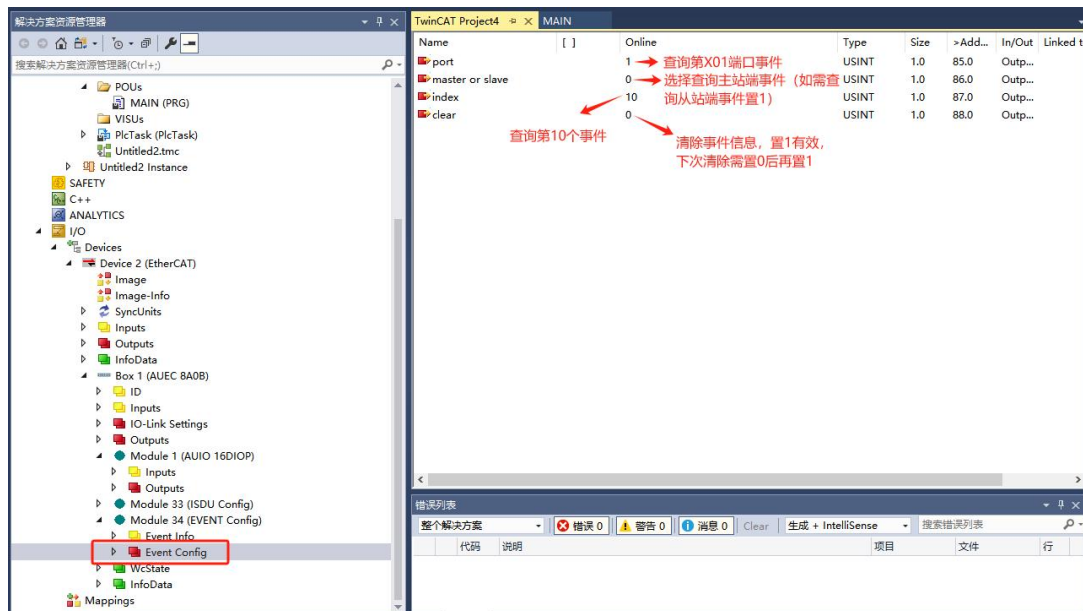 解决方案资源管理器
搜索解决方案资源管理器(Ctrl+;)
POUs
MAIN (PRG)
VISUs
PlcTask (PlcTask)
Untitled2.tmc
Untitled2 Instance
SAFETY
C++
ANALYTICS
I/O
Devices
Device 2 (EtherCAT)
Image
Image-Info
SyncUnits
Inputs
Outputs
InfoData
Box 1 (AUEC 8A0B)
ID
Inputs
IO-Link Settings
Outputs
Module 1 (AUIO 16DIOP)
Inputs
Outputs
Module 33 (ISDU Config)
Module 34 (EVENT Config)
Event Info
Event Config
WcState
InfoData
Mappings
TwinCAT Project4 MAIN
Name [ ] Online Type Size >Add... In/Out Linked t
port 1 查询第X01端口事件 USINT 1.0 85.0 Outp...
master or slave 0 选择查询主站端事件（如需查 USINT 1.0 86.0 Outp...
index 10 询从站端事件置1） USINT 1.0 87.0 Outp...
clear 0 USINT 1.0 88.0 Outp...
查询第10个事件
清除事件信息，置1有效，
下次清除需置0后再置1
错误列表
整个解决方案 错误 0 警告 0 消息 0 Clear 生成 + IntelliSense 搜索错误列表
代码 说明 项目 文件 行